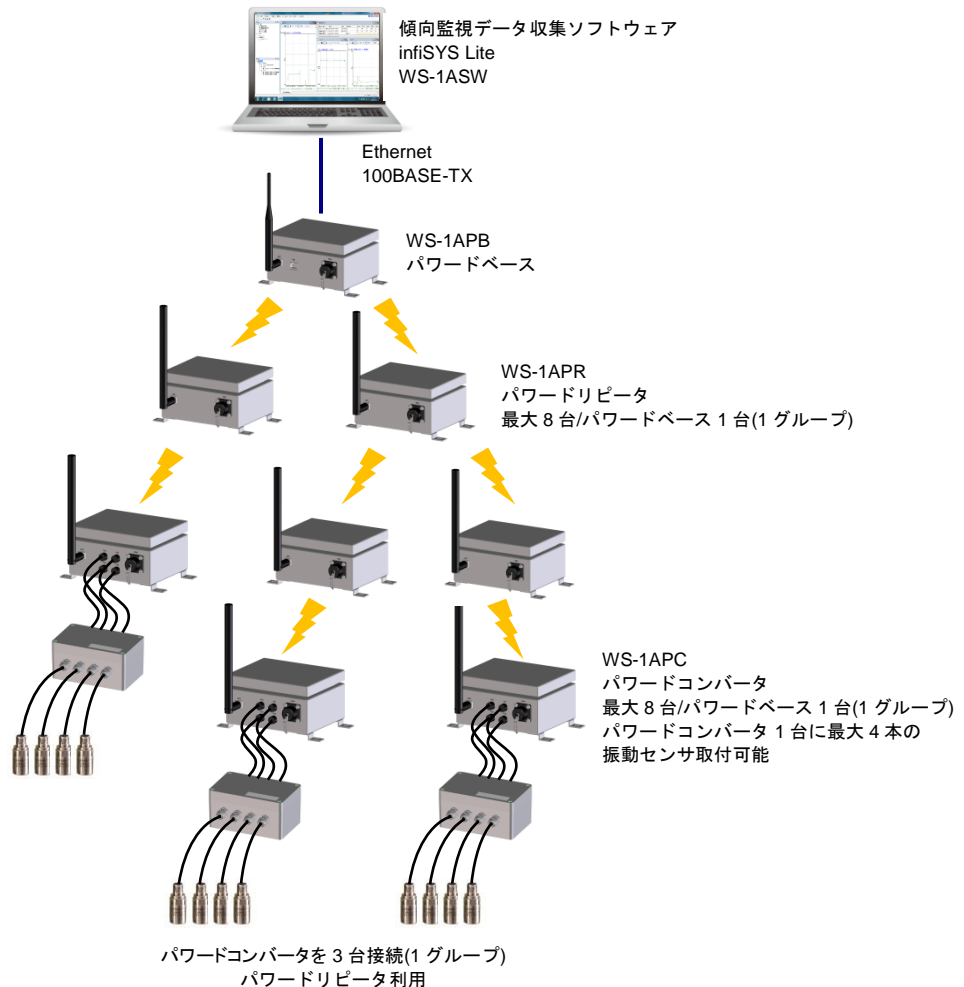 傾向監視データ収集ソフトウェア
infiSYS Lite
WS-1ASW
Ethernet
100BASE-TX
WS-1APB
パワードベース
WS-1APR
パワードリピータ
最大 8 台/パワードベース 1 台(1 グループ)
WS-1APC
パワードコンバータ
最大 8 台/パワードベース 1 台(1 グループ)
パワードコンバータ 1 台に最大 4 本の
振動センサ取付可能
パワードコンバータを 3 台接続(1 グループ)
パワードリピータ利用